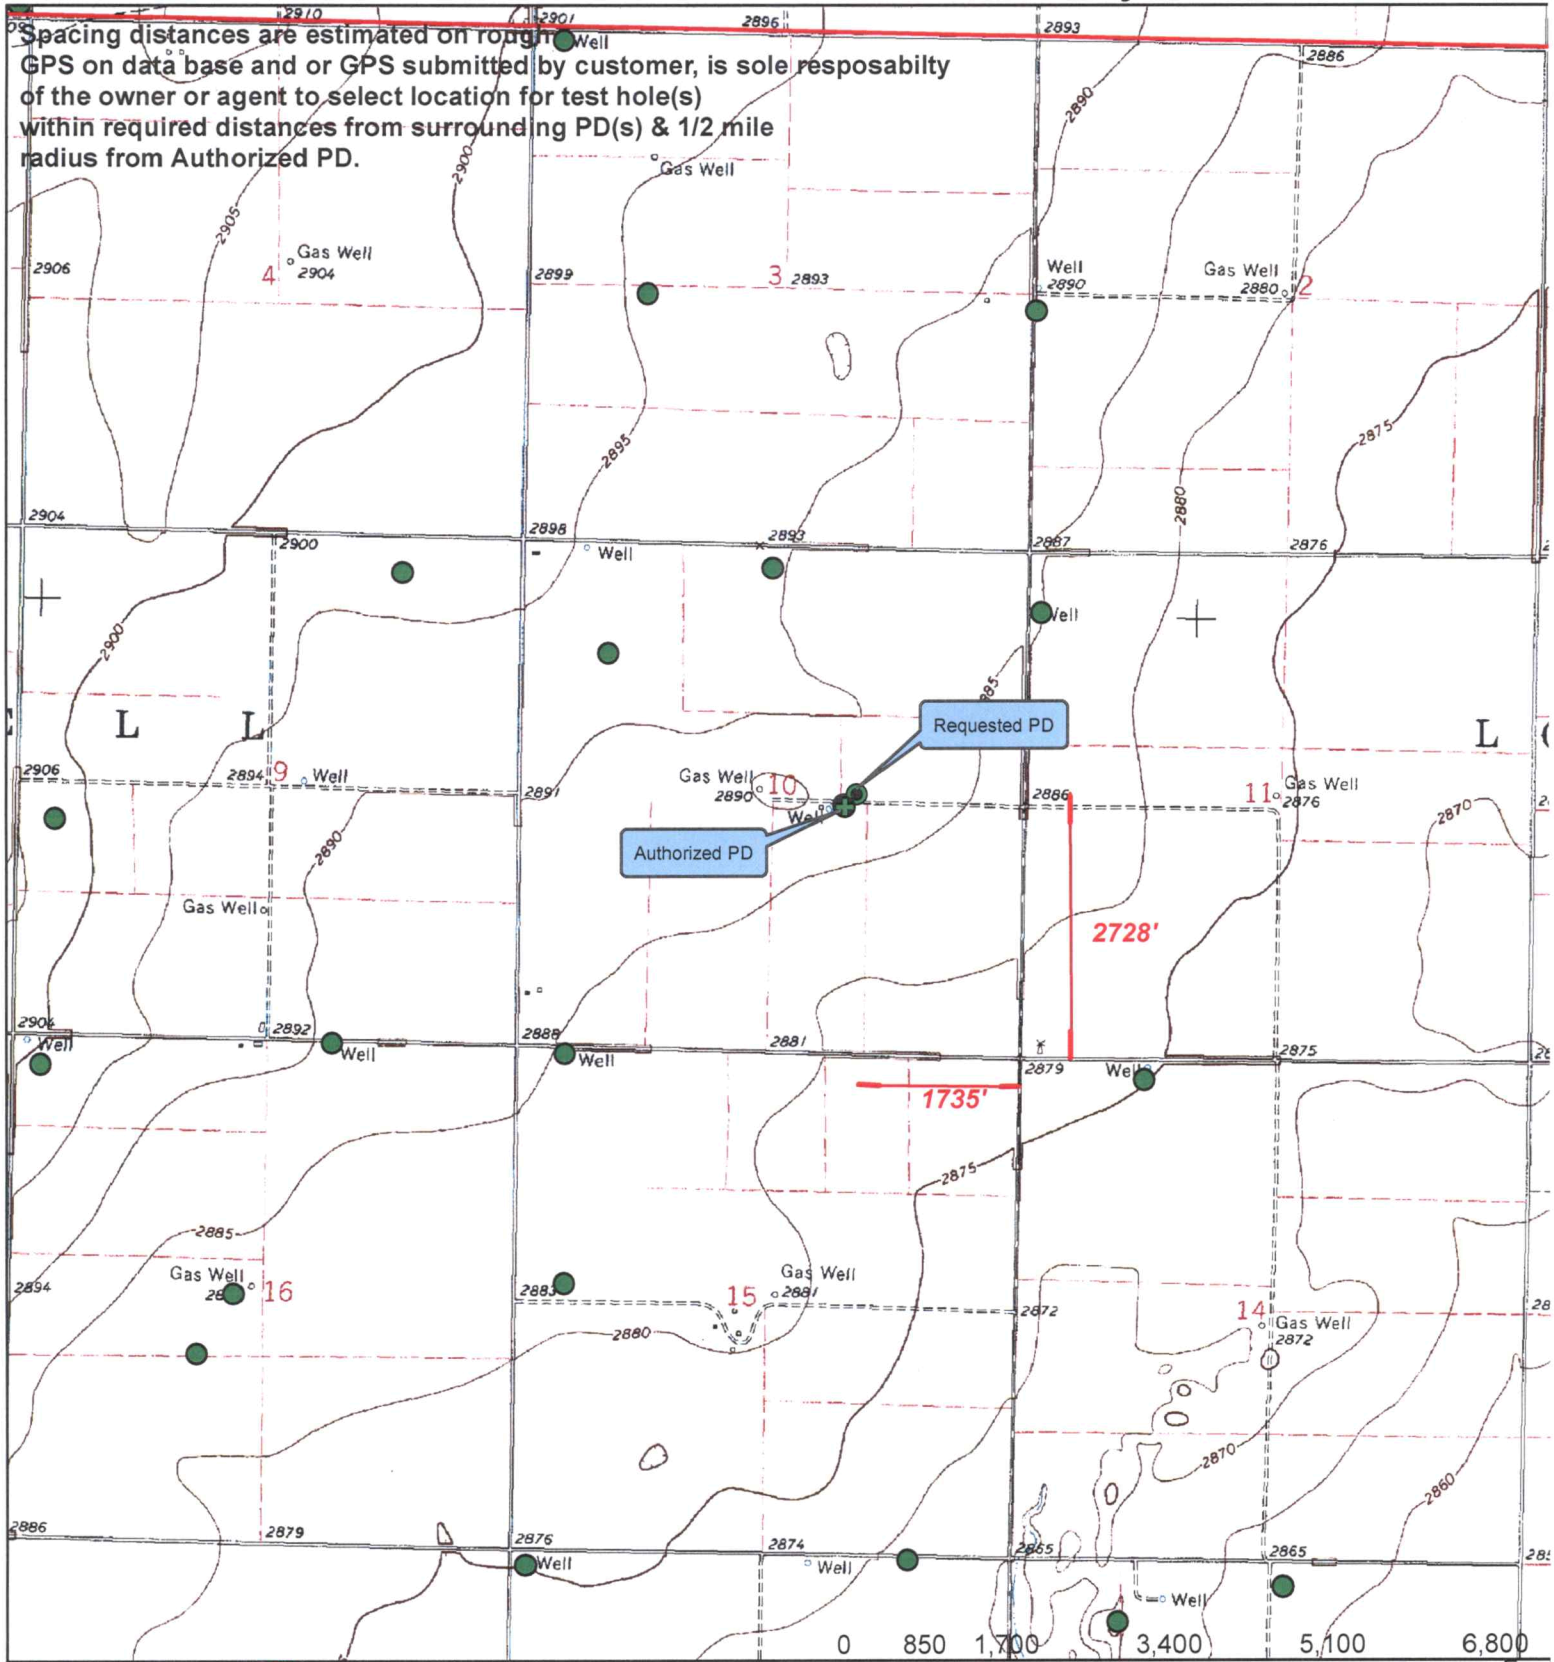 2910
2901
2896
2893
2886
Spacing distances are estimated on rough
GPS on data base and or GPS submitted by customer, is sole resposabilty
of the owner or agent to select location for test hole(s)
within required distances from surrounding PD(s) & 1/2 mile
radius from Authorized PD.
Well
2890
2900
Gas Well
2905
Gas Well
2904
2906
4
2899
3
2893
Well
2890
Gas Well
2880
2
2895
2875
2880
2904
2900
2898
Well
2893
2887
2876
Well
2900
885
L
L
Requested PD
L
2906
2894
9
Well
2891
Gas Well
2890
10
Well
2886
11
Gas Well
2876
2870
2890
Authorized PD
Gas Well
2728'
2904
Well
2892
Well
2888
Well
2881
2879
Well
2875
1735'
2875
2885
Gas Well
16
2894
2883
15
Gas Well
2881
2872
14
Gas Well
2872
2880
2870
2860
2886
2879
2876
Well
2874
Well
2865
2865
Well
0 850 1,700 3,400 5,100 6,800